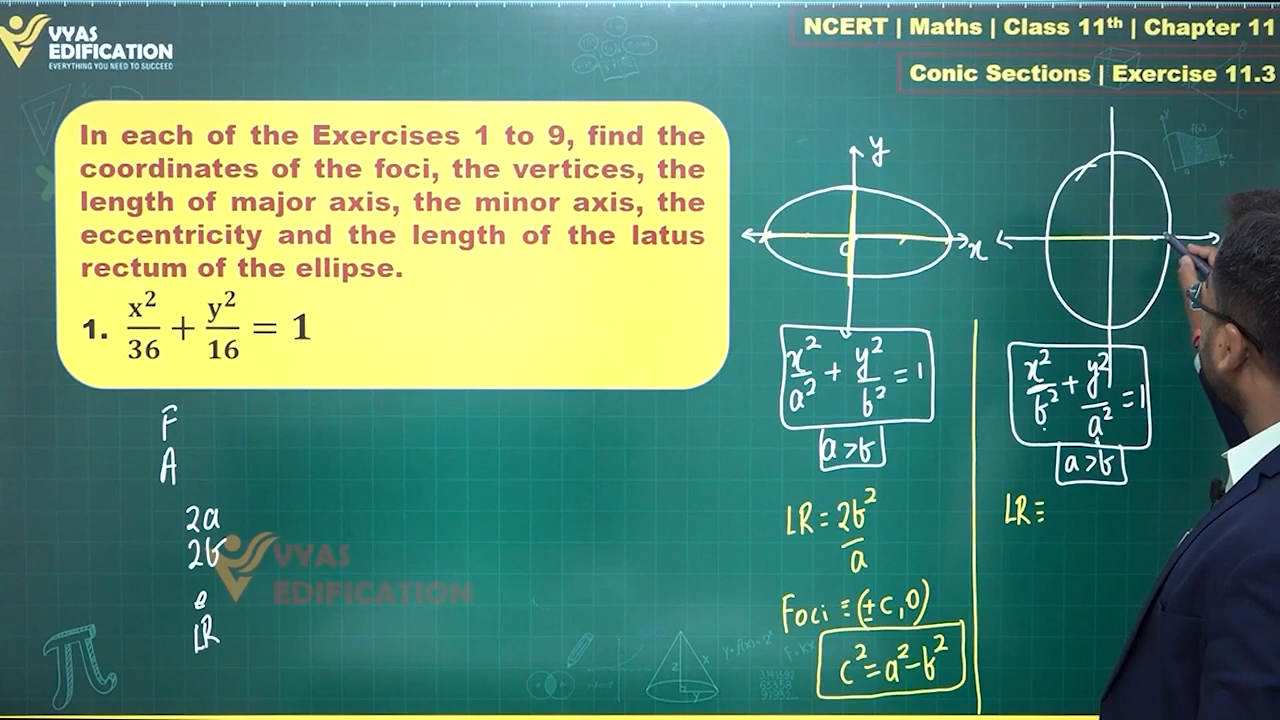 VYAS
EDIFICATION
EVERYTHING YOU NEED TO SUCCEED
NCERT | Maths | Class 11th | Chapter 11
Conic Sections | Exercise 11.3
In each of the Exercises 1 to 9, find the
coordinates of the foci, the vertices, the
length of major axis, the minor axis, the
eccentricity and the length of the latus
rectum of the ellipse.
1. x²/36 + y²/16 = 1
F
A
2a
2b
e
LR
VYAS
EDIFICATION
y
x
x²/a² + y²/b² = 1
a>b
LR = 2b²/a
Foci ≡ (±c,0)
c² = a²-b²
x²/b² + y²/a² = 1
a>b
LR ≡